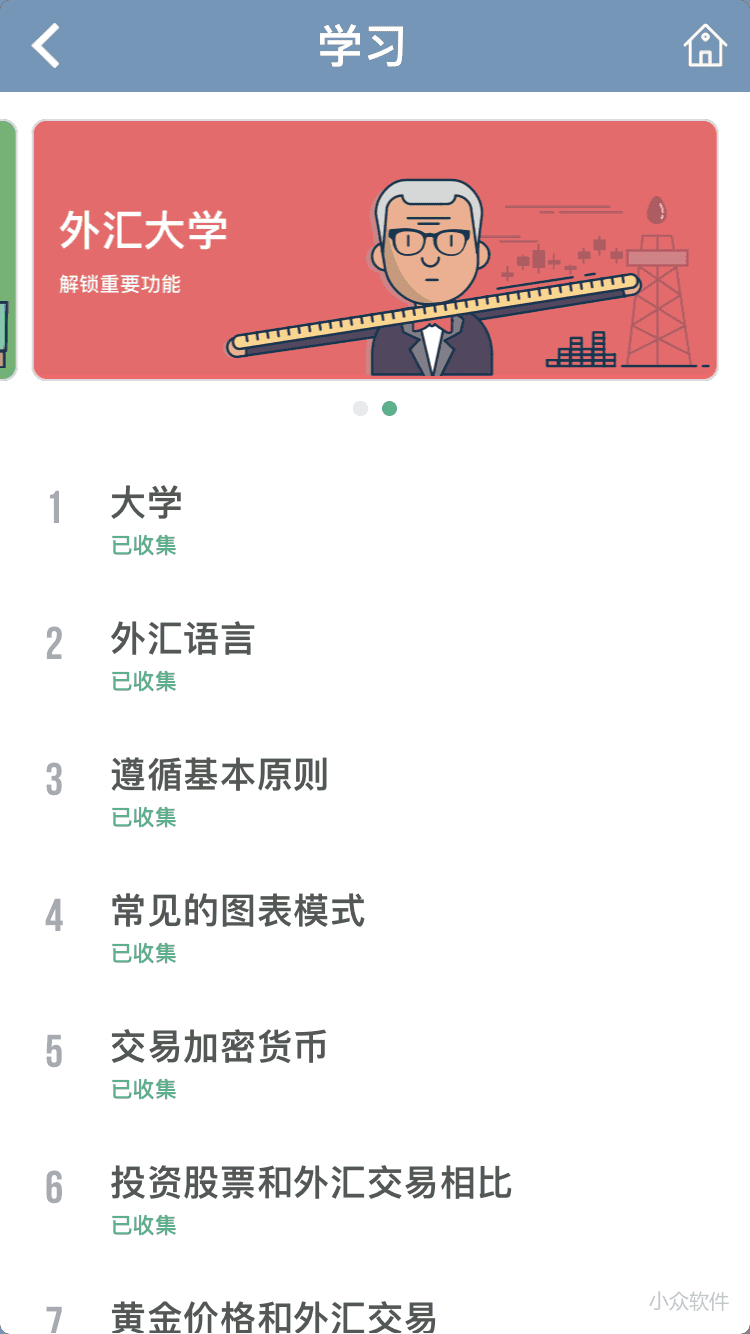 学习
外汇大学
解锁重要功能
1 大学
已收集
2 外汇语言
已收集
3 遵循基本原则
已收集
4 常见的图表模式
已收集
5 交易加密货币
已收集
6 投资股票和外汇交易相比
已收集
7 黄金价格和外汇交易
小众软件